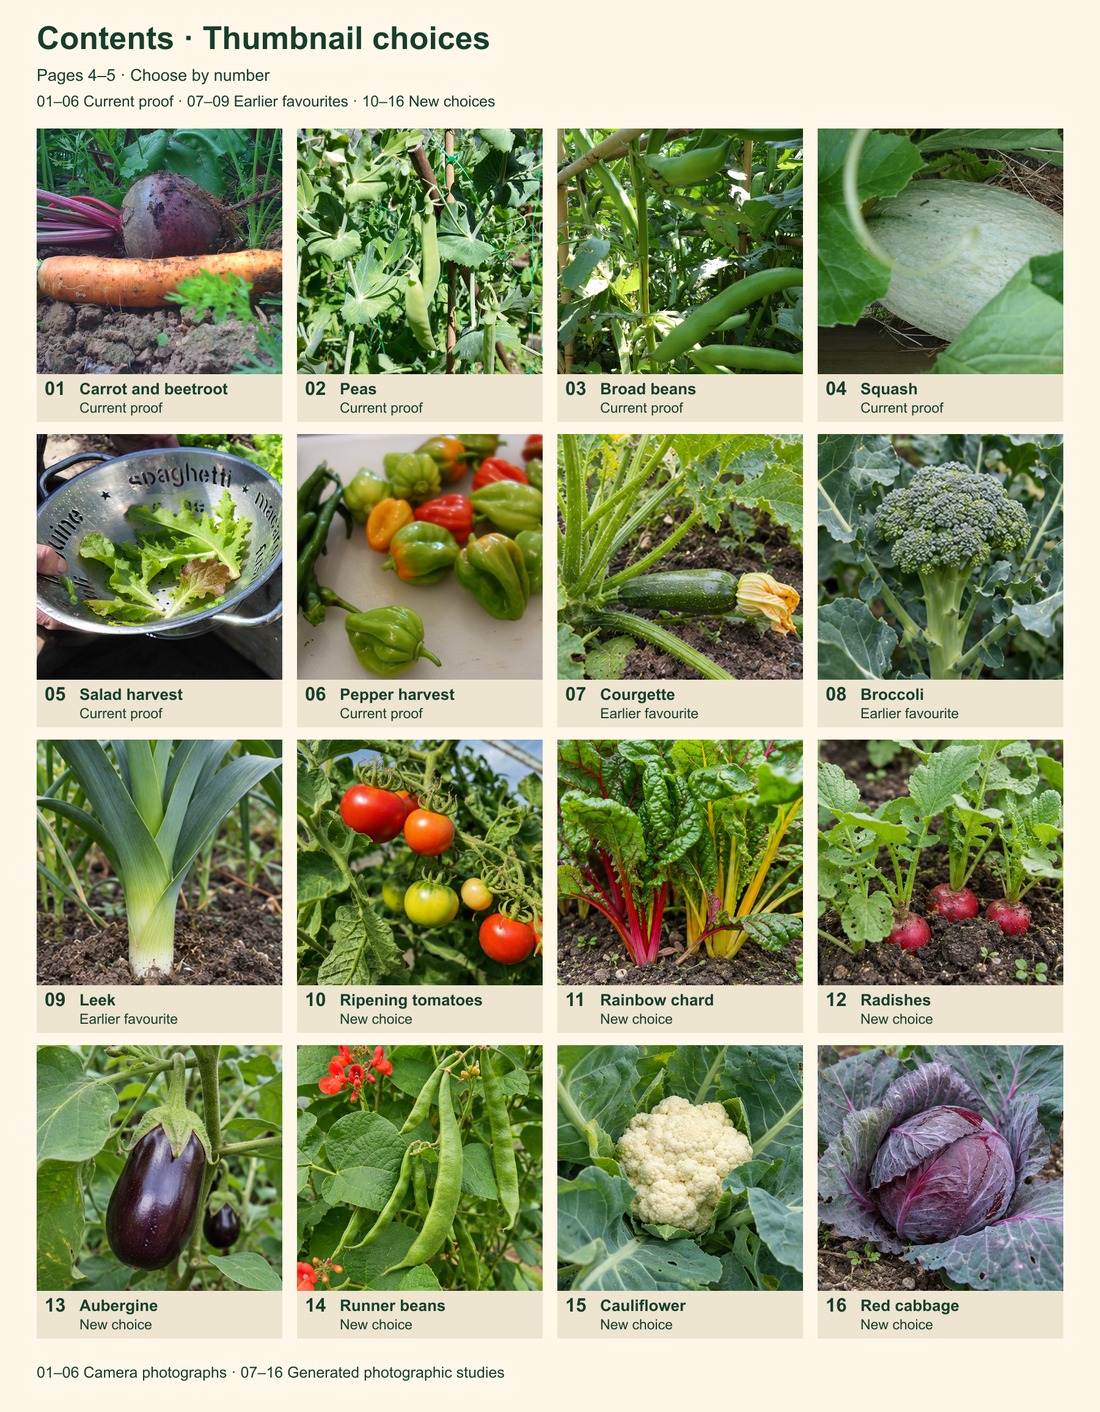 Contents · Thumbnail choices
Pages 4–5 · Choose by number
01–06 Current proof · 07–09 Earlier favourites · 10–16 New choices
01 Carrot and beetroot
Current proof
02 Peas
Current proof
03 Broad beans
Current proof
04 Squash
Current proof
spaghetti
05 Salad harvest
Current proof
06 Pepper harvest
Current proof
07 Courgette
Earlier favourite
08 Broccoli
Earlier favourite
09 Leek
Earlier favourite
10 Ripening tomatoes
New choice
11 Rainbow chard
New choice
12 Radishes
New choice
13 Aubergine
New choice
14 Runner beans
New choice
15 Cauliflower
New choice
16 Red cabbage
New choice
01–06 Camera photographs · 07–16 Generated photographic studies